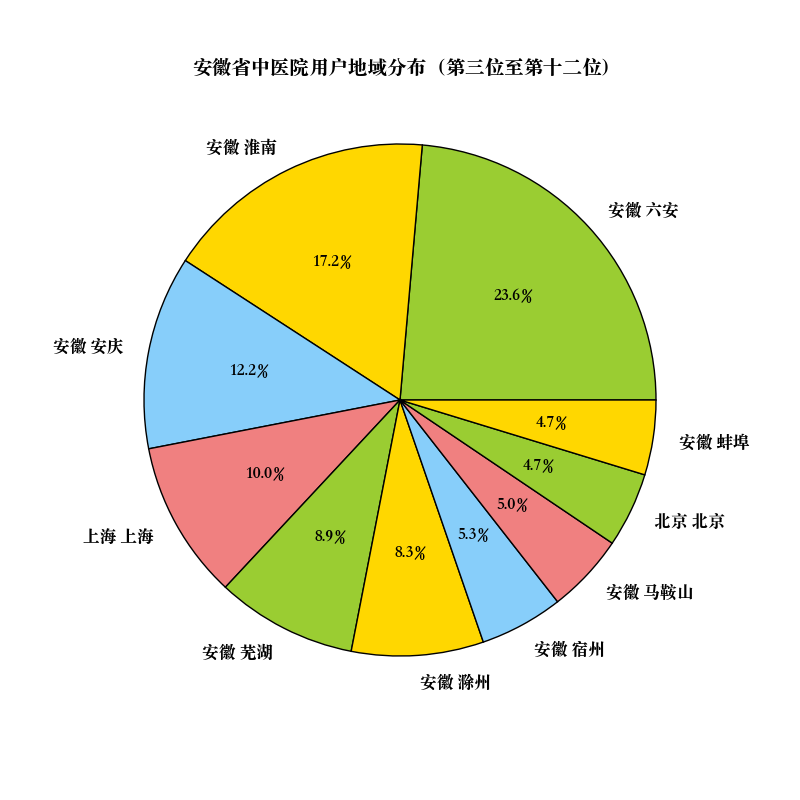 安徽省中医院用户地域分布（第三位至第十二位）
安徽 淮南
安徽 六安
17.2%
23.6%
安徽 安庆
12.2%
4.7%
安徽 蚌埠
4.7%
10.0%
5.0%
北京 北京
上海 上海
8.9%
8.3%
5.3%
安徽 马鞍山
安徽 芜湖
安徽 宿州
安徽 滁州